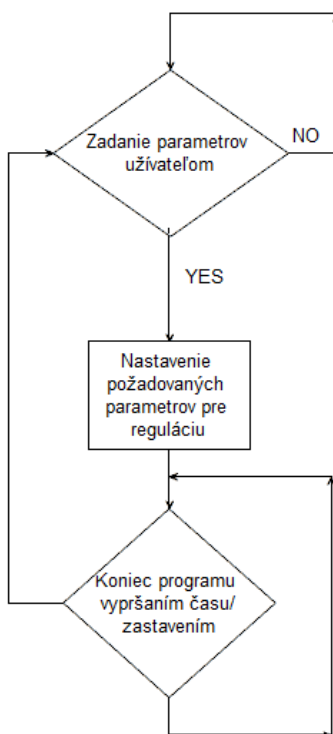 Zadanie parametrov
užívateľom
NO
YES
Nastavenie
požadovaných
parametrov pre
reguláciu
Koniec programu
vypršaním času/
zastavením